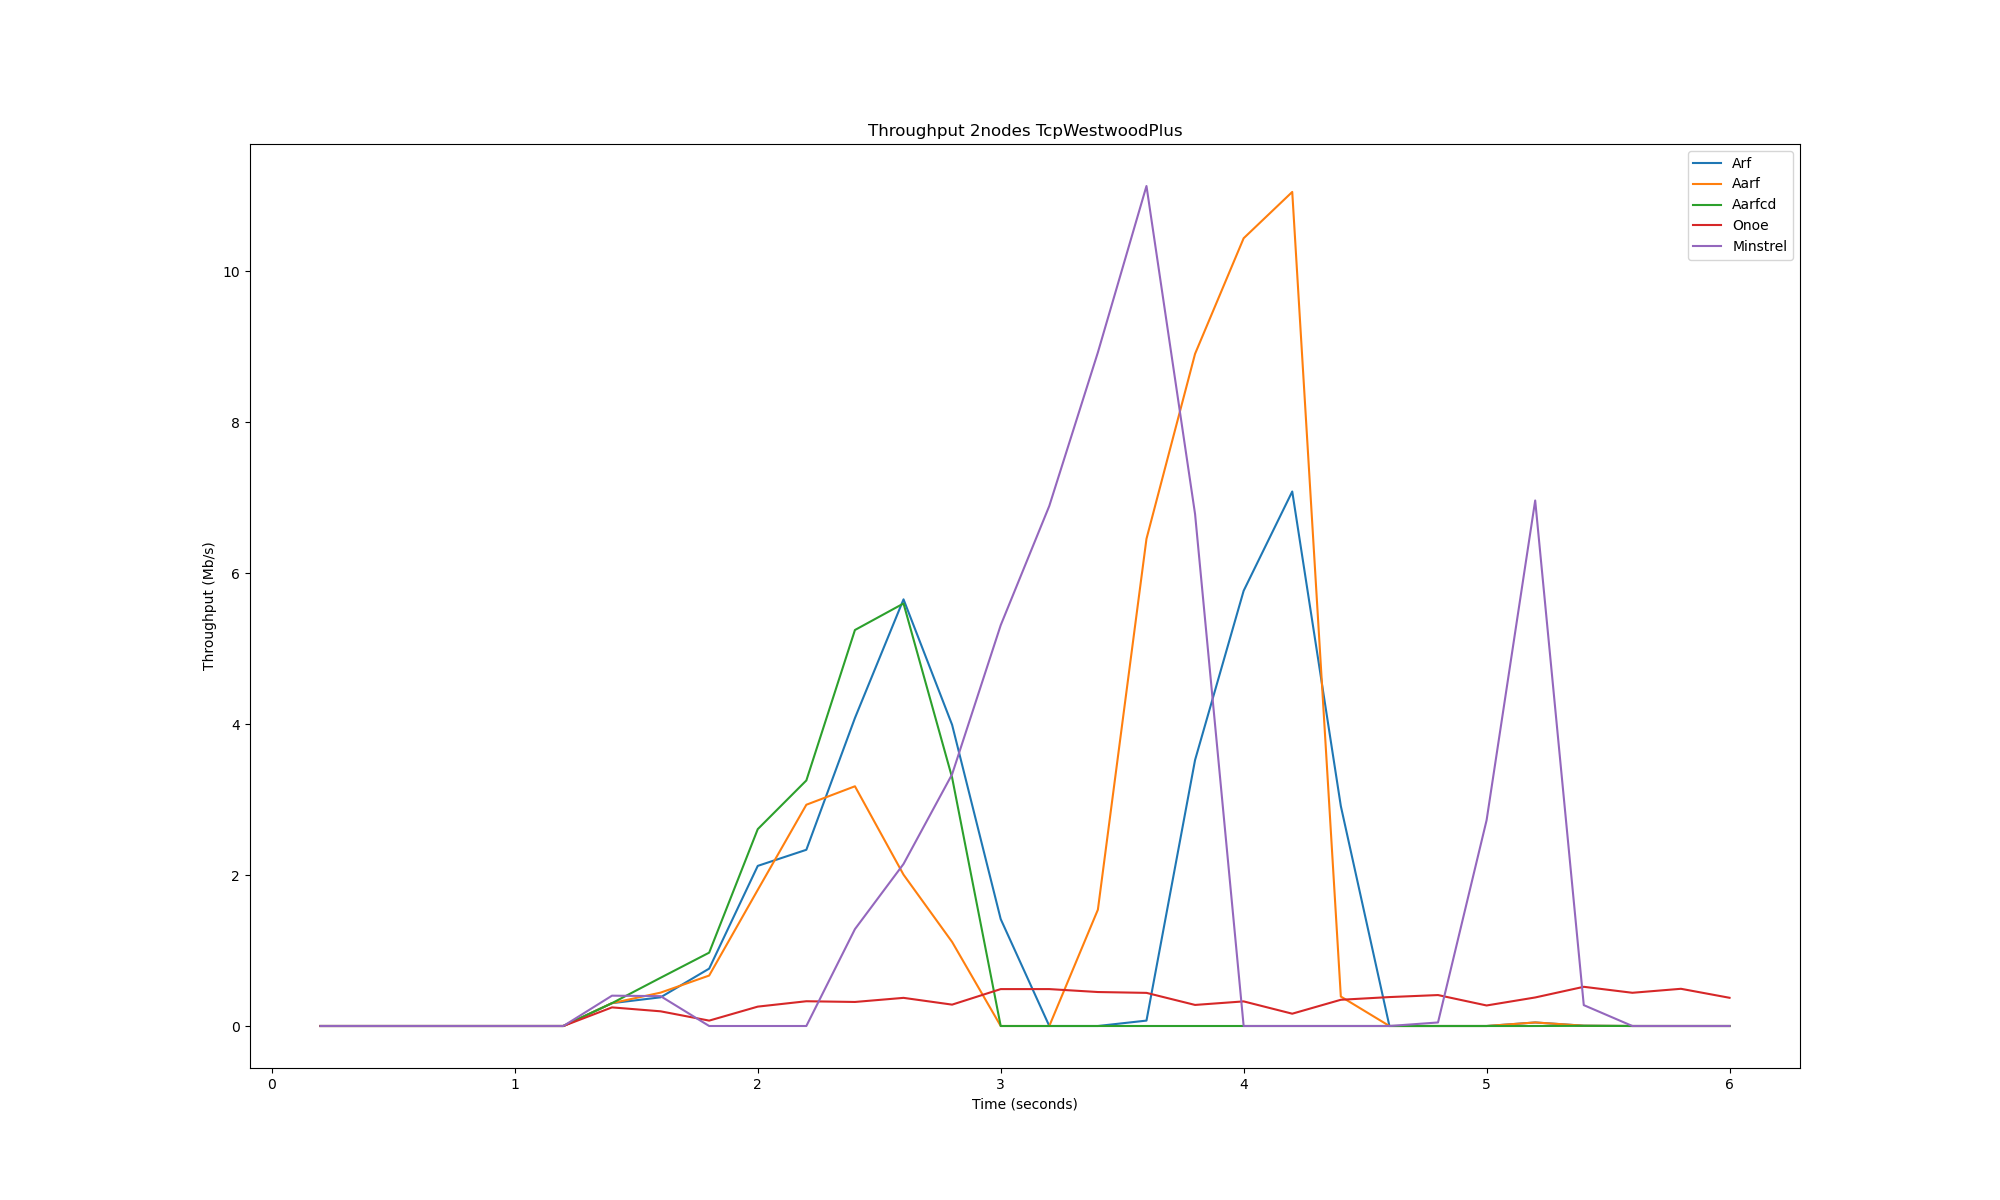 Throughput 2nodes TcpWestwoodPlus
Arf
Aarf
Aarfcd
Onoe
Minstrel
10
8
6
4
2
0
Throughput (Mb/s)
0 1 2 3 4 5 6
Time (seconds)